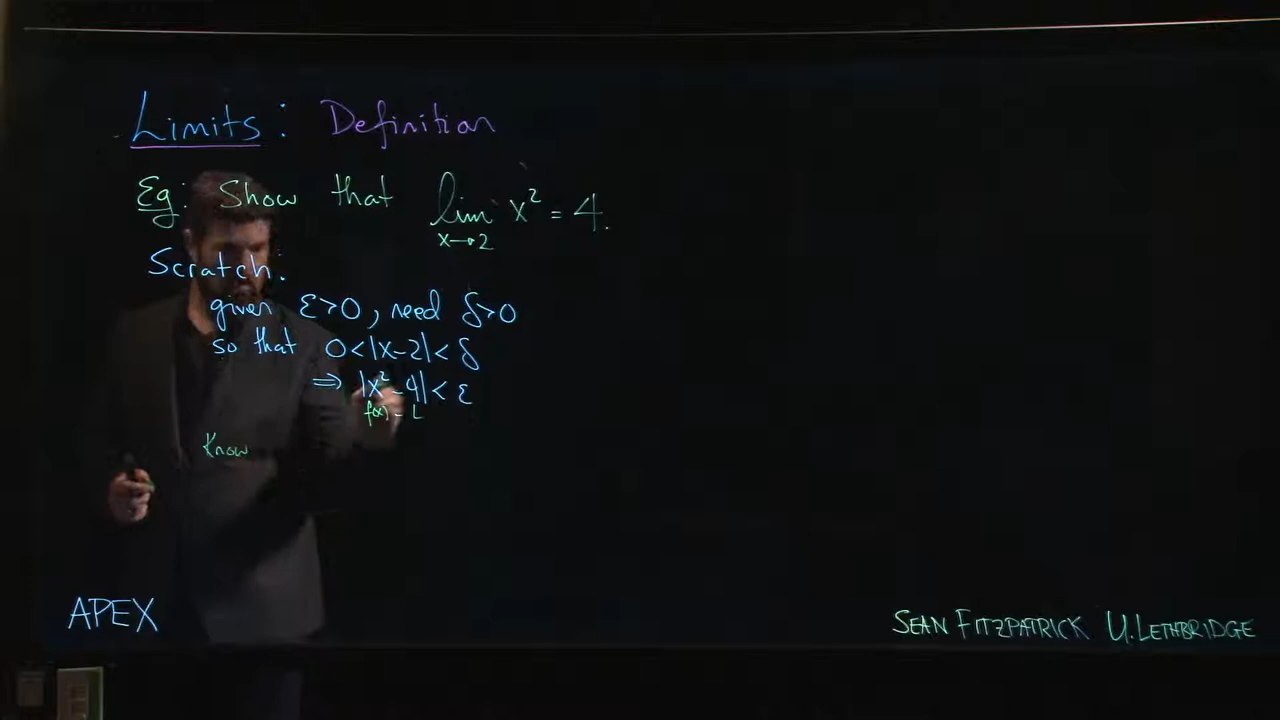 Limits: Definition
Eg: Show that lim x→2 x² = 4.
Scratch:
given ε>0, need δ>0
so that 0<|x-2|<δ
⇒ |x²-4|<ε
f(x) - L
Know
APEX
SEAN FITZPATRICK U. LETHBRIDGE